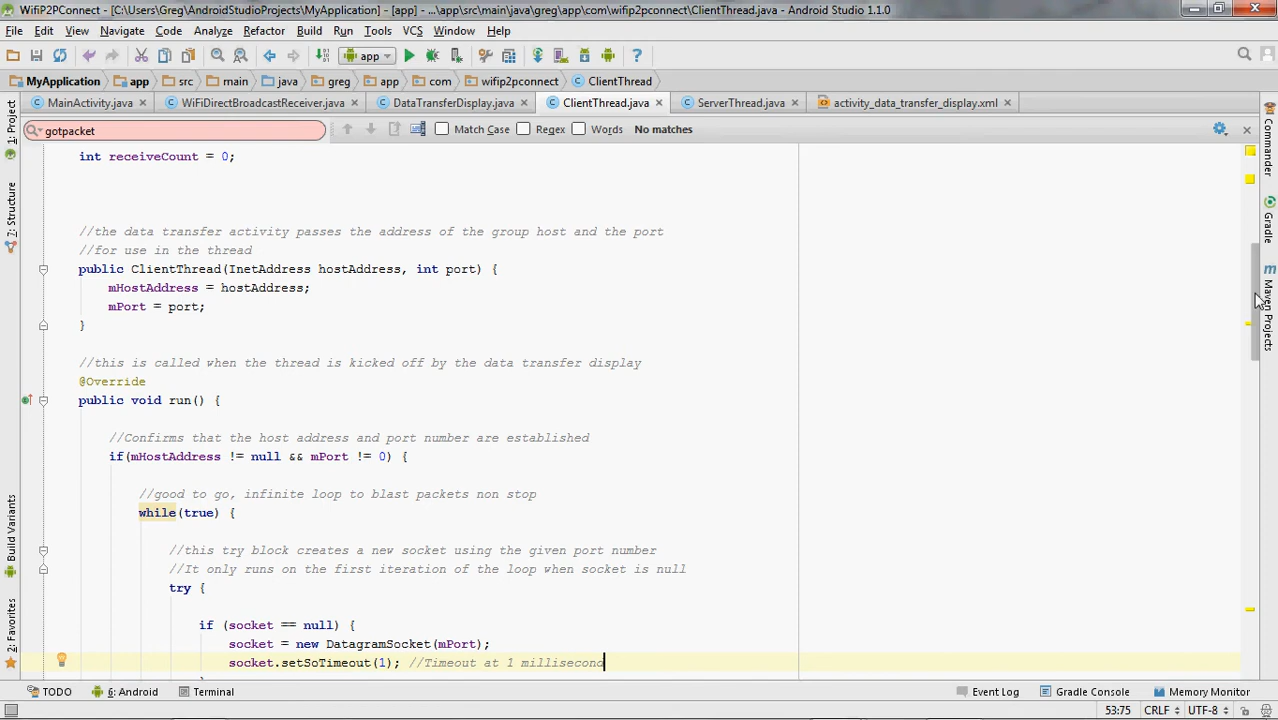 WifiP2PConnect - [C:\Users\Greg\AndroidStudioProjects\MyApplication] - [app] - ...\app\src\main\java\greg\app\com\wifip2pconnect\ClientThread.java - Android Studio 1.1.0
File Edit View Navigate Code Analyze Refactor Build Run Tools VCS Window Help
app
MyApplication app src main java greg app com wifip2pconnect ClientThread
MainActivity.java WiFiDirectBroadcastReceiver.java DataTransferDisplay.java ClientThread.java ServerThread.java activity_data_transfer_display.xml
gotpacket Match Case Regex Words No matches
int receiveCount = 0;
//the data transfer activity passes the address of the group host and the port
//for use in the thread
public ClientThread(InetAddress hostAddress, int port) {
mHostAddress = hostAddress;
mPort = port;
}
//this is called when the thread is kicked off by the data transfer display
@Override
public void run() {
//Confirms that the host address and port number are established
if(mHostAddress != null && mPort != 0) {
//good to go, infinite loop to blast packets non stop
while(true) {
//this try block creates a new socket using the given port number
//It only runs on the first iteration of the loop when socket is null
try {
if (socket == null) {
socket = new DatagramSocket(mPort);
socket.setSoTimeout(1); //Timeout at 1 millisecond
1: Project
7: Structure
Build Variants
2: Favorites
Commander
Gradle
Maven Projects
TODO 6: Android Terminal Event Log Gradle Console Memory Monitor
53:75 CRLF UTF-8